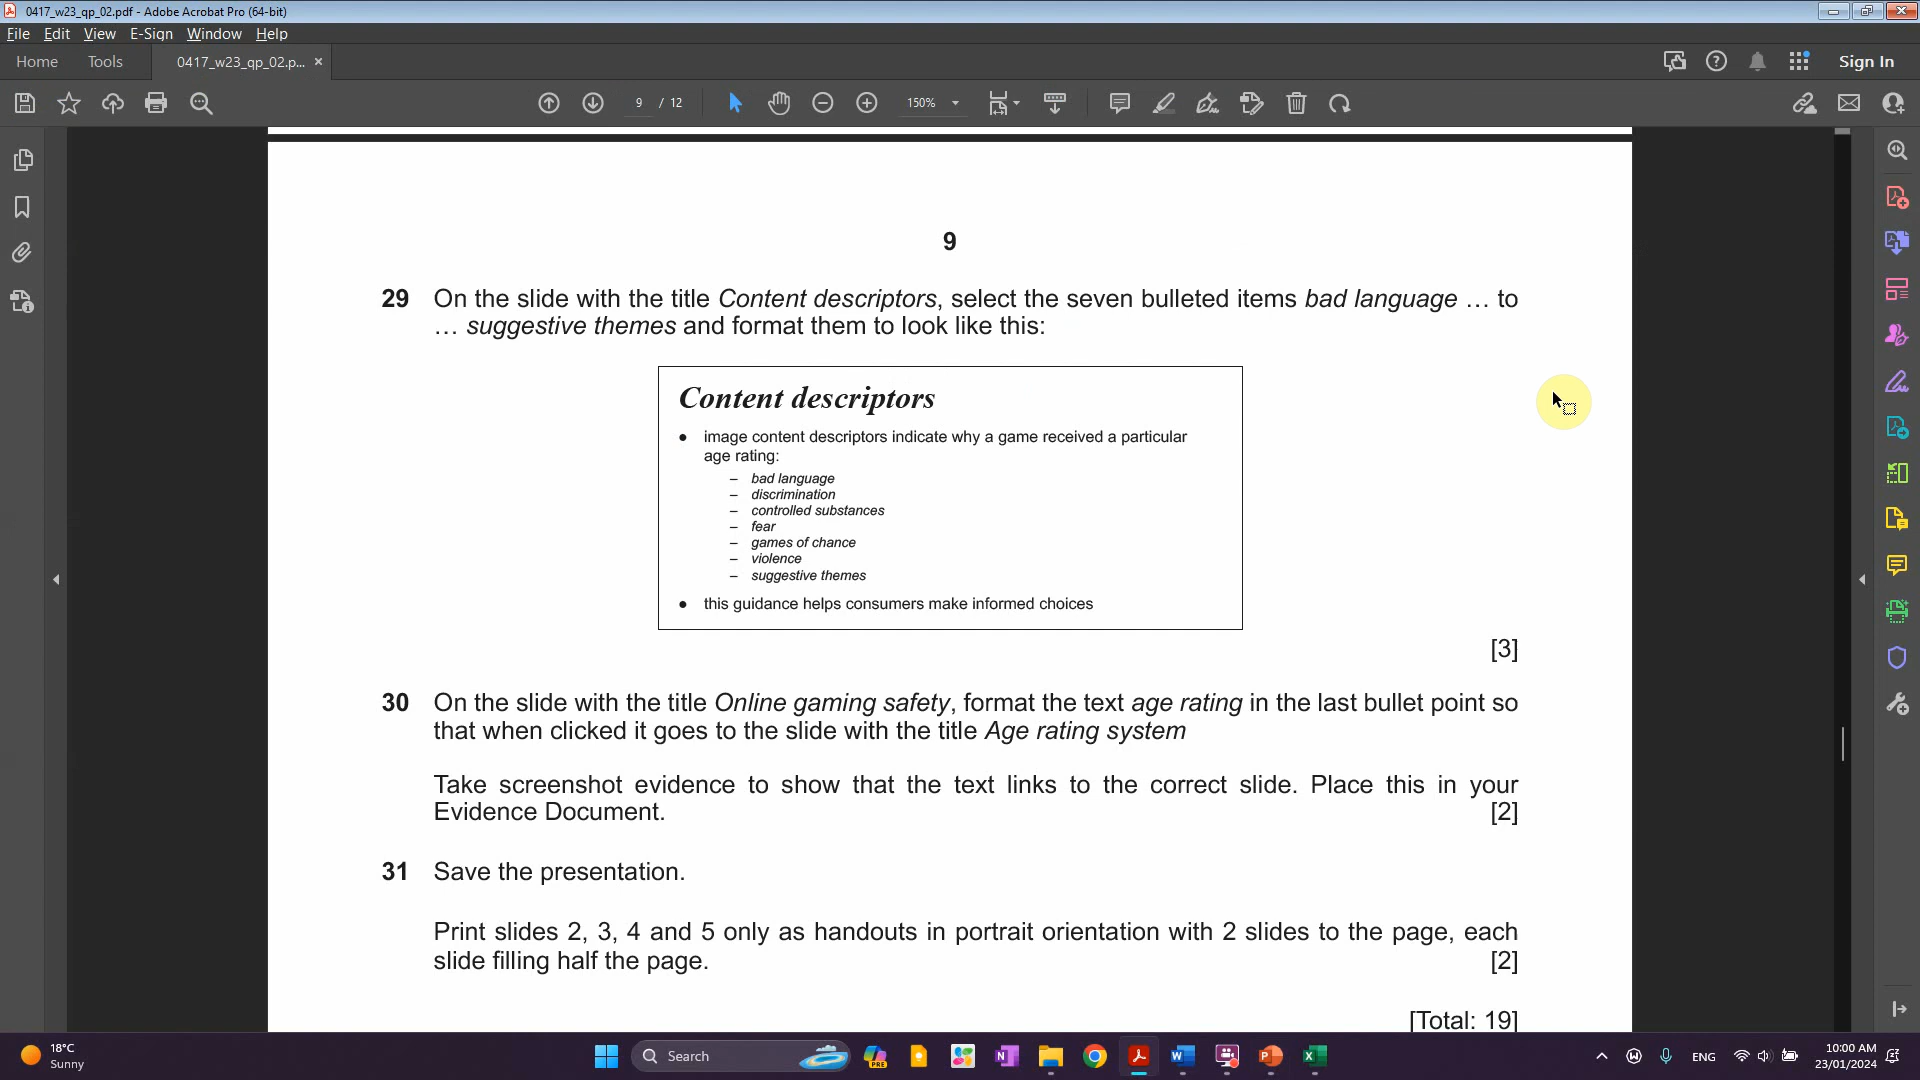 0417_w23_qp_02.pdf - Adobe Acrobat Pro (64-bit)
File Edit View E-Sign Window Help
Home Tools 0417_w23_qp_02.p... × Sign In
9 / 12 150%
9
29 On the slide with the title Content descriptors, select the seven bulleted items bad language … to
… suggestive themes and format them to look like this:
Content descriptors
● image content descriptors indicate why a game received a particular
age rating:
– bad language
– discrimination
– controlled substances
– fear
– games of chance
– violence
– suggestive themes
● this guidance helps consumers make informed choices
[3]
30 On the slide with the title Online gaming safety, format the text age rating in the last bullet point so
that when clicked it goes to the slide with the title Age rating system
Take screenshot evidence to show that the text links to the correct slide. Place this in your
Evidence Document. [2]
31 Save the presentation.
Print slides 2, 3, 4 and 5 only as handouts in portrait orientation with 2 slides to the page, each
slide filling half the page. [2]
[Total: 19]
18°C
Sunny
Search
PRE
ENG
10:00 AM
23/01/2024